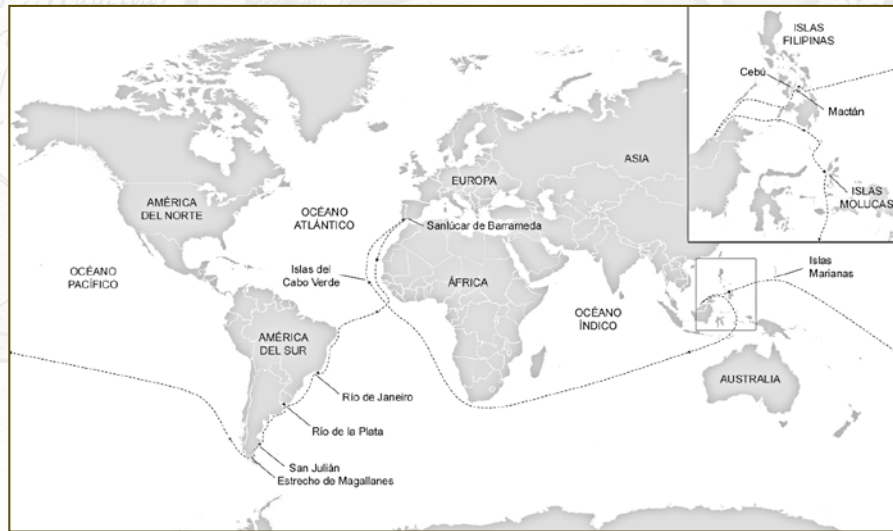 ISLAS
FILIPINAS
Cebú
Mactán
ISLAS
MOLUCAS
ASIA
EUROPA
AMÉRICA
DEL NORTE
OCÉANO
ATLÁNTICO
Sanlúcar de Barrameda
OCÉANO
PACÍFICO
Islas del
Cabo Verde
ÁFRICA
Islas
Marianas
OCÉANO
ÍNDICO
AMÉRICA
DEL SUR
AUSTRALIA
Río de Janeiro
Río de la Plata
San Julián
Estrecho de Magallanes